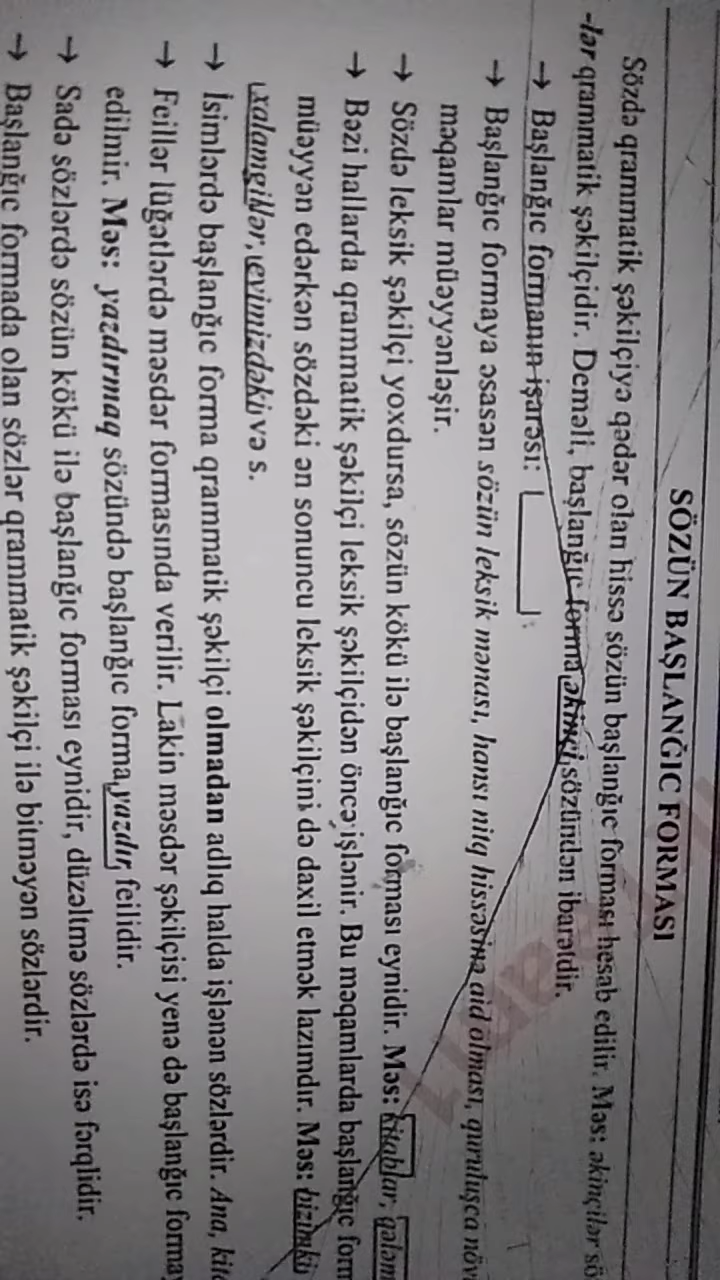 SÖZÜN BAŞLANĞIC FORMASI
Sözdə qrammatik şəkilçiyə qədər olan hissə sözün başlanğıc forması hesab edilir. Məs: əkinçilər
-lər qrammatik şəkilçidir. Deməli, başlanğıc forma əkinçi sözündən ibarətdir.
→ Başlanğıc formanın işarəsi:
→ Başlanğıc formaya əsasən sözün leksik mənası, hansı nitq hissəsinə aid olması, quruluşca
məqamlar müəyyənləşir.
→ Sözdə leksik şəkilçi yoxdursa, sözün kökü ilə başlanğıc forması eynidir. Məs: kitablar,
→ Bəzi hallarda qrammatik şəkilçi leksik şəkilçidən öncə işlənir. Bu məqamlarda başlanğıc
müəyyən edərkən sözdəki ən sonuncu leksik şəkilçini də daxil etmək lazımdır. Məs: bizimki
xalamgillər, evimizdəki və s.
→ İsimlərdə başlanğıc forma qrammatik şəkilçi olmadan adlıq halda işlənən sözlərdir. Ana,
→ Feillər lüğətlərdə məsdər formasında verilir. Lakin məsdər şəkilçisi yenə də başlanğıc
edilmir. Məs: yazdırmaq sözündə başlanğıc forma yazdır feilidir.
→ Sadə sözlərdə sözün kökü ilə başlanğıc forması eynidir, düzəltmə sözlərdə isə fərqlidir.
→ Başlanğıc formada olan sözlər qrammatik şəkilçi ilə bitməyən sözlərdir.